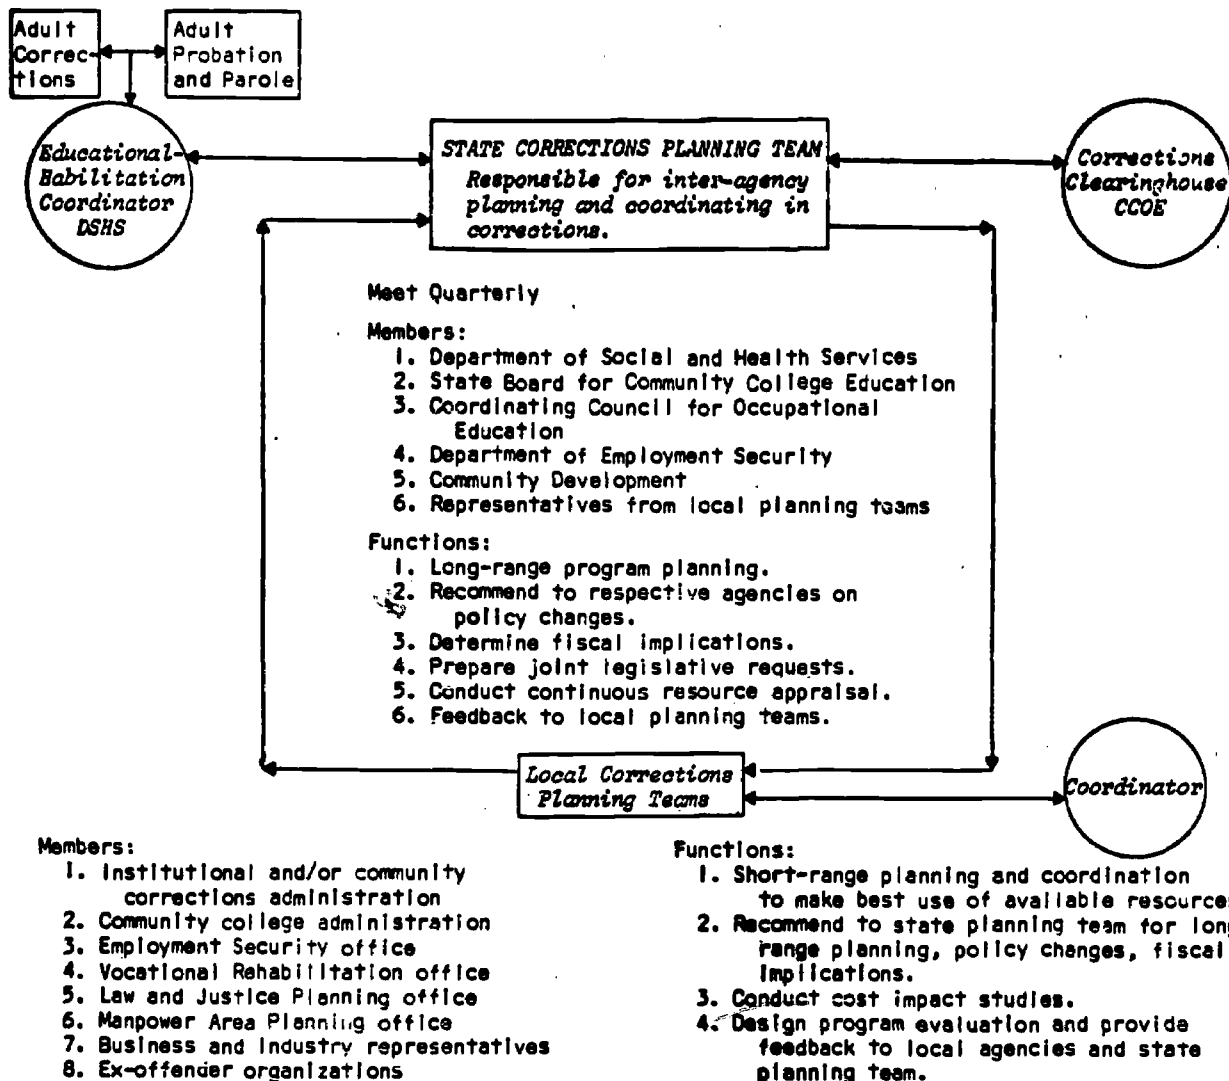 Adult
Correc-
tions
Adult
Probation
and Parole
Educational-
Habilitation
Coordinator
DSHS
STATE CORRECTIONS PLANNING TEAM
Responsible for inter-agency
planning and coordinating in
corrections.
Corrections
Clearinghouse
CCOE
Meet Quarterly
Members:
1. Department of Social and Health Services
2. State Board for Community College Education
3. Coordinating Council for Occupational
Education
4. Department of Employment Security
5. Community Development
6. Representatives from local planning teams
Functions:
1. Long-range program planning.
2. Recommend to respective agencies on
policy changes.
3. Determine fiscal implications.
4. Prepare joint legislative requests.
5. Conduct continuous resource appraisal.
6. Feedback to local planning teams.
Local Corrections
Planning Teams
Coordinator
Members:
1. Institutional and/or community
corrections administration
2. Community college administration
3. Employment Security office
4. Vocational Rehabilitation office
5. Law and Justice Planning office
6. Manpower Area Planning office
7. Business and Industry representatives
8. Ex-offender organizations
Functions:
1. Short-range planning and coordination
to make best use of available resource
2. Recommend to state planning team for long
range planning, policy changes, fiscal
implications.
3. Conduct cost impact studies.
4. Design program evaluation and provide
feedback to local agencies and state
planning team.